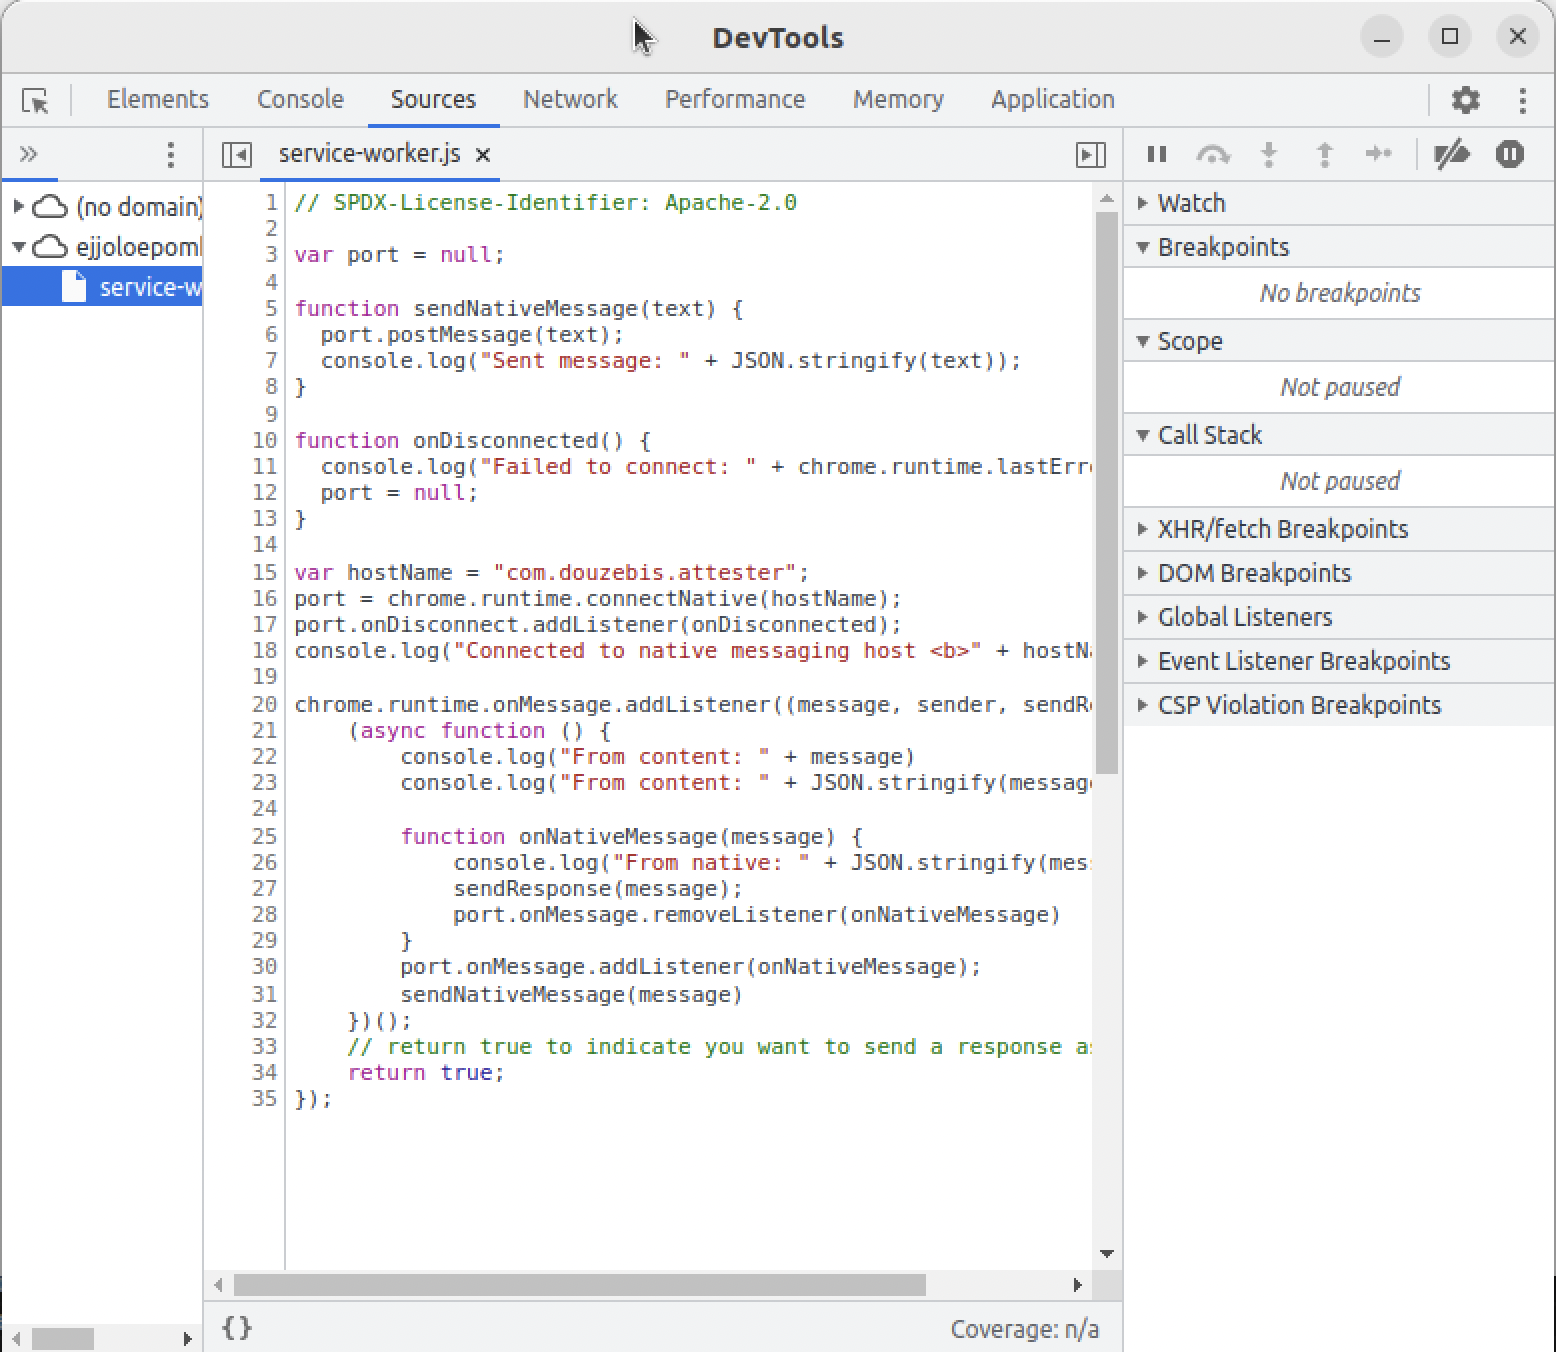 DevTools
Elements Console Sources Network Performance Memory Application
service-worker.js
(no domain)
ejjoloepom
service-w
1 // SPDX-License-Identifier: Apache-2.0
2
3 var port = null;
4
5 function sendNativeMessage(text) {
6 port.postMessage(text);
7 console.log("Sent message: " + JSON.stringify(text));
8 }
9
10 function onDisconnected() {
11 console.log("Failed to connect: " + chrome.runtime.lastErr
12 port = null;
13 }
14
15 var hostName = "com.douzebis.attester";
16 port = chrome.runtime.connectNative(hostName);
17 port.onDisconnect.addListener(onDisconnected);
18 console.log("Connected to native messaging host <b>" + hostN
19
20 chrome.runtime.onMessage.addListener((message, sender, sendR
21 (async function () {
22 console.log("From content: " + message)
23 console.log("From content: " + JSON.stringify(messag
24
25 function onNativeMessage(message) {
26 console.log("From native: " + JSON.stringify(mes
27 sendResponse(message);
28 port.onMessage.removeListener(onNativeMessage)
29 }
30 port.onMessage.addListener(onNativeMessage);
31 sendNativeMessage(message)
32 })();
33 // return true to indicate you want to send a response a
34 return true;
35 });
{} Coverage: n/a
Watch
Breakpoints
No breakpoints
Scope
Not paused
Call Stack
Not paused
XHR/fetch Breakpoints
DOM Breakpoints
Global Listeners
Event Listener Breakpoints
CSP Violation Breakpoints